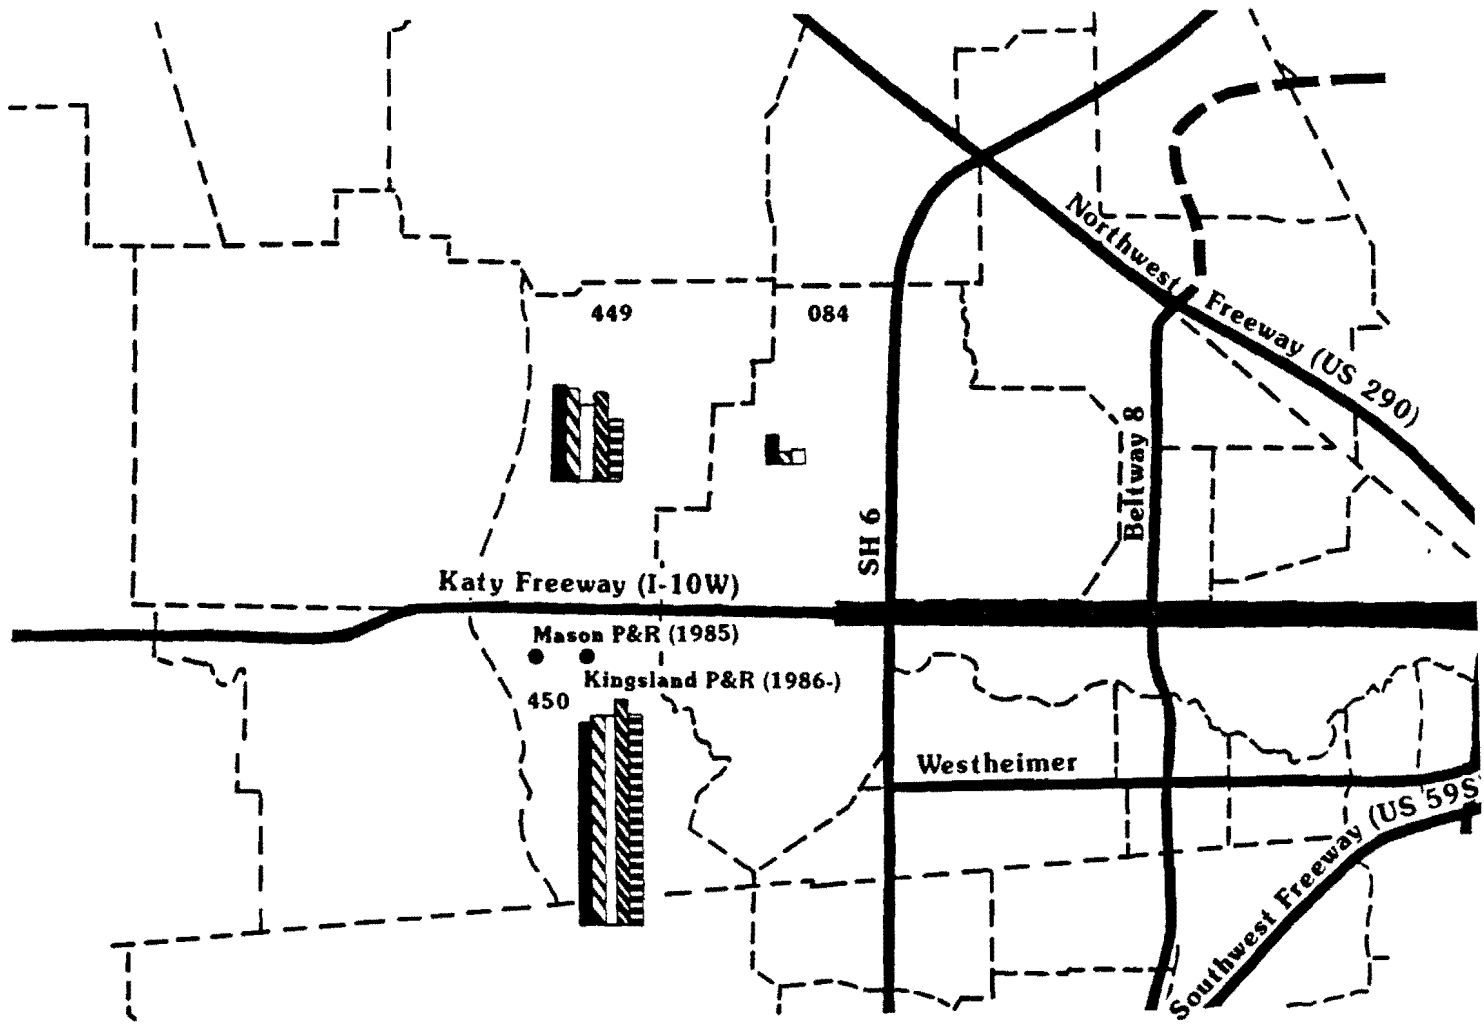 Northwest Freeway (US 290)
449
084
Beltway 8
SH 6
Katy Freeway (I-10W)
Mason P&R (1985)
Kingsland P&R (1986-)
450
Westheimer
Southwest Freeway (US 59S